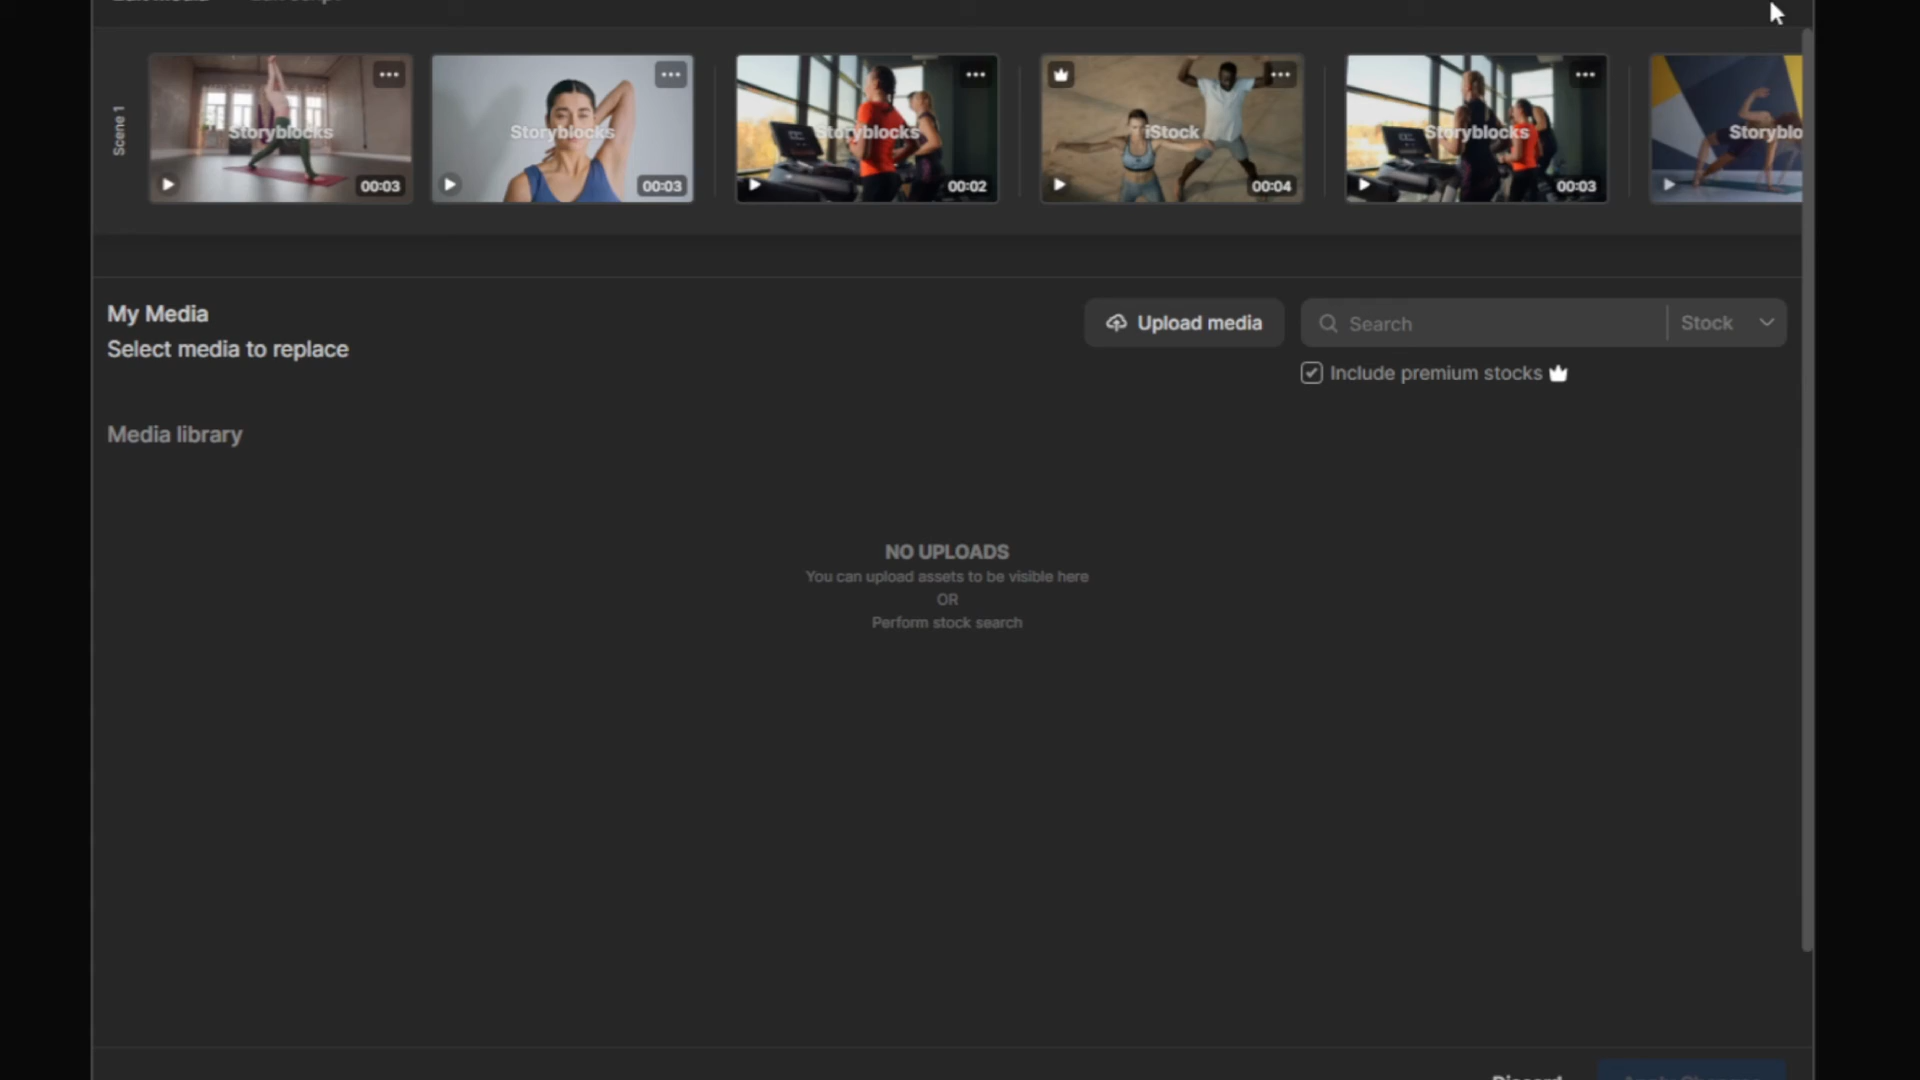 Scene 1
Storyblocks
00:03
Storyblocks
00:03
Storyblocks
00:02
iStock
00:04
Storyblocks
00:03
Storyblo
My Media
Select media to replace
Upload media
Search
Stock
Include premium stocks
Media library
NO UPLOADS
You can upload assets to be visible here
OR
Perform stock search